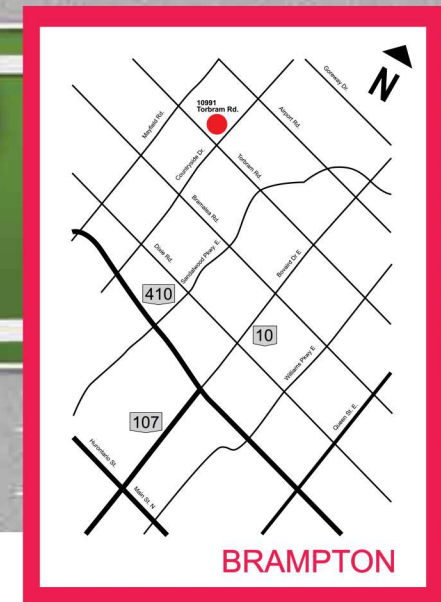 N
Goreway Dr.
10991
Torbram Rd.
Airport Rd.
Mayfield Rd.
Countryside Dr.
Torbram Rd.
Bramalea Rd.
Dixie Rd.
Sandalwood Pkwy. E.
Bovaird Dr E
410
10
Williams Pkwy E
107
Queen St. E.
Hurontario St.
Main St. N
BRAMPTON